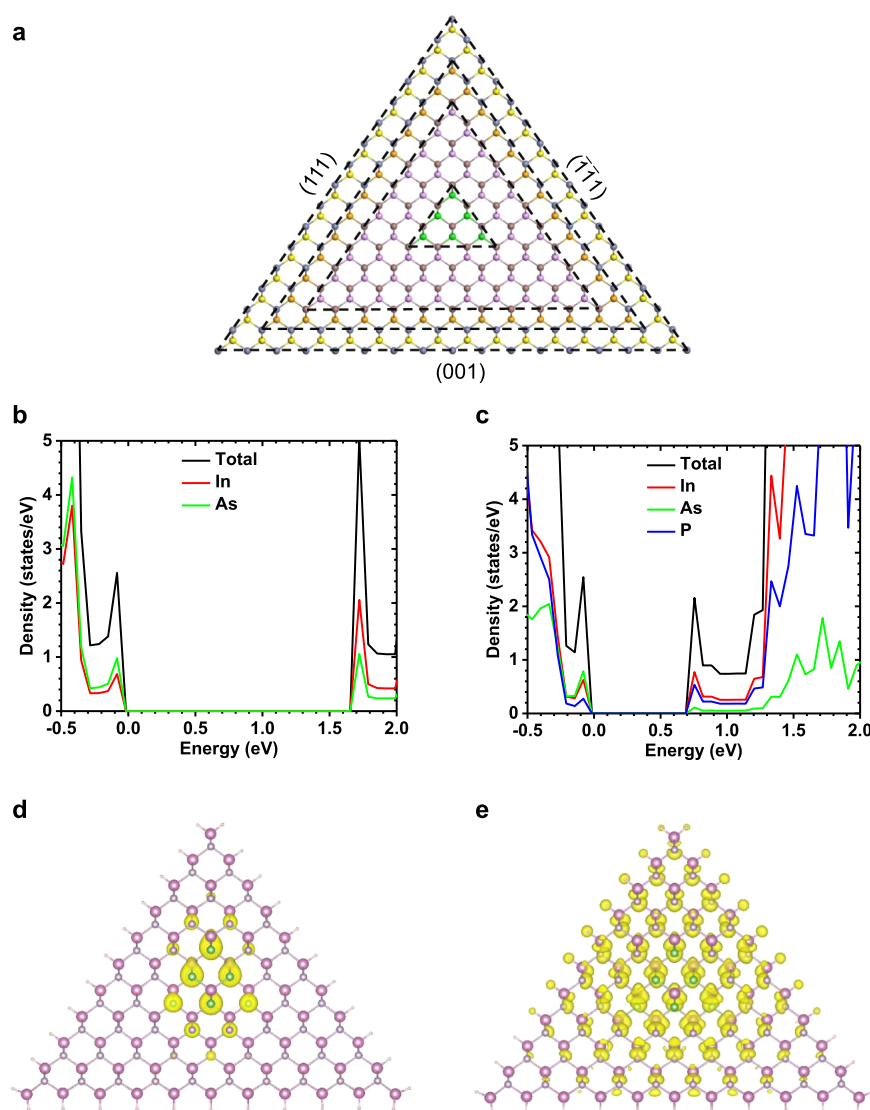 a
(111)
(1̅1̅1)
(001)
b
c
Density (states/eV)
5
4
3
2
1
0
Total
In
As
-0.5
0.0
0.5
1.0
1.5
2.0
Energy (eV)
Density (states/eV)
5
4
3
2
1
0
Total
In
As
P
-0.5
0.0
0.5
1.0
1.5
2.0
Energy (eV)
d
e